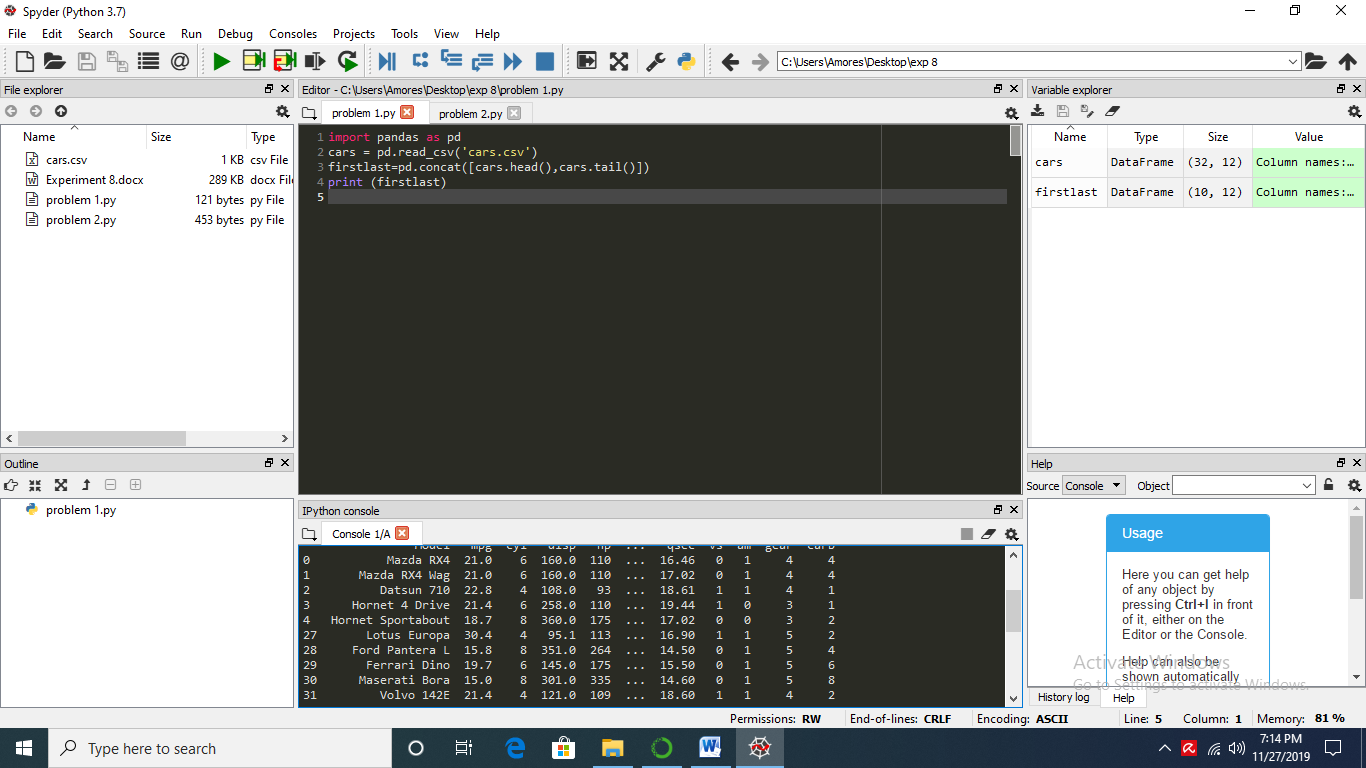 Spyder (Python 3.7)
File Edit Search Source Run Debug Consoles Projects Tools View Help
C:\Users\Amores\Desktop\exp 8
File explorer
Name Size Type
cars.csv 1 KB csv File
Experiment 8.docx 289 KB docx Fil
problem 1.py 121 bytes py File
problem 2.py 453 bytes py File
Outline
problem 1.py
Editor - C:\Users\Amores\Desktop\exp 8\problem 1.py
problem 1.py problem 2.py
1 import pandas as pd
2 cars = pd.read_csv('cars.csv')
3 firstlast=pd.concat([cars.head(),cars.tail()])
4 print (firstlast)
5
IPython console
Console 1/A
Model mpg cyl disp hp ... qsec vs am gear carb
0 Mazda RX4 21.0 6 160.0 110 ... 16.46 0 1 4 4
1 Mazda RX4 Wag 21.0 6 160.0 110 ... 17.02 0 1 4 4
2 Datsun 710 22.8 4 108.0 93 ... 18.61 1 1 4 1
3 Hornet 4 Drive 21.4 6 258.0 110 ... 19.44 1 0 3 1
4 Hornet Sportabout 18.7 8 360.0 175 ... 17.02 0 0 3 2
27 Lotus Europa 30.4 4 95.1 113 ... 16.90 1 1 5 2
28 Ford Pantera L 15.8 8 351.0 264 ... 14.50 0 1 5 4
29 Ferrari Dino 19.7 6 145.0 175 ... 15.50 0 1 5 6
30 Maserati Bora 15.0 8 301.0 335 ... 14.60 0 1 5 8
31 Volvo 142E 21.4 4 121.0 109 ... 18.60 1 1 4 2
Variable explorer
Name Type Size Value
cars DataFrame (32, 12) Column names:…
firstlast DataFrame (10, 12) Column names:…
Help
Source Console Object
Usage
Here you can get help
of any object by
pressing Ctrl+I in front
of it, either on the
Editor or the Console.
Help can also be
shown automatically
Activate Windows
Go to Settings to activate Windows.
History log Help
Permissions: RW End-of-lines: CRLF Encoding: ASCII Line: 5 Column: 1 Memory: 81 %
Type here to search
7:14 PM
11/27/2019